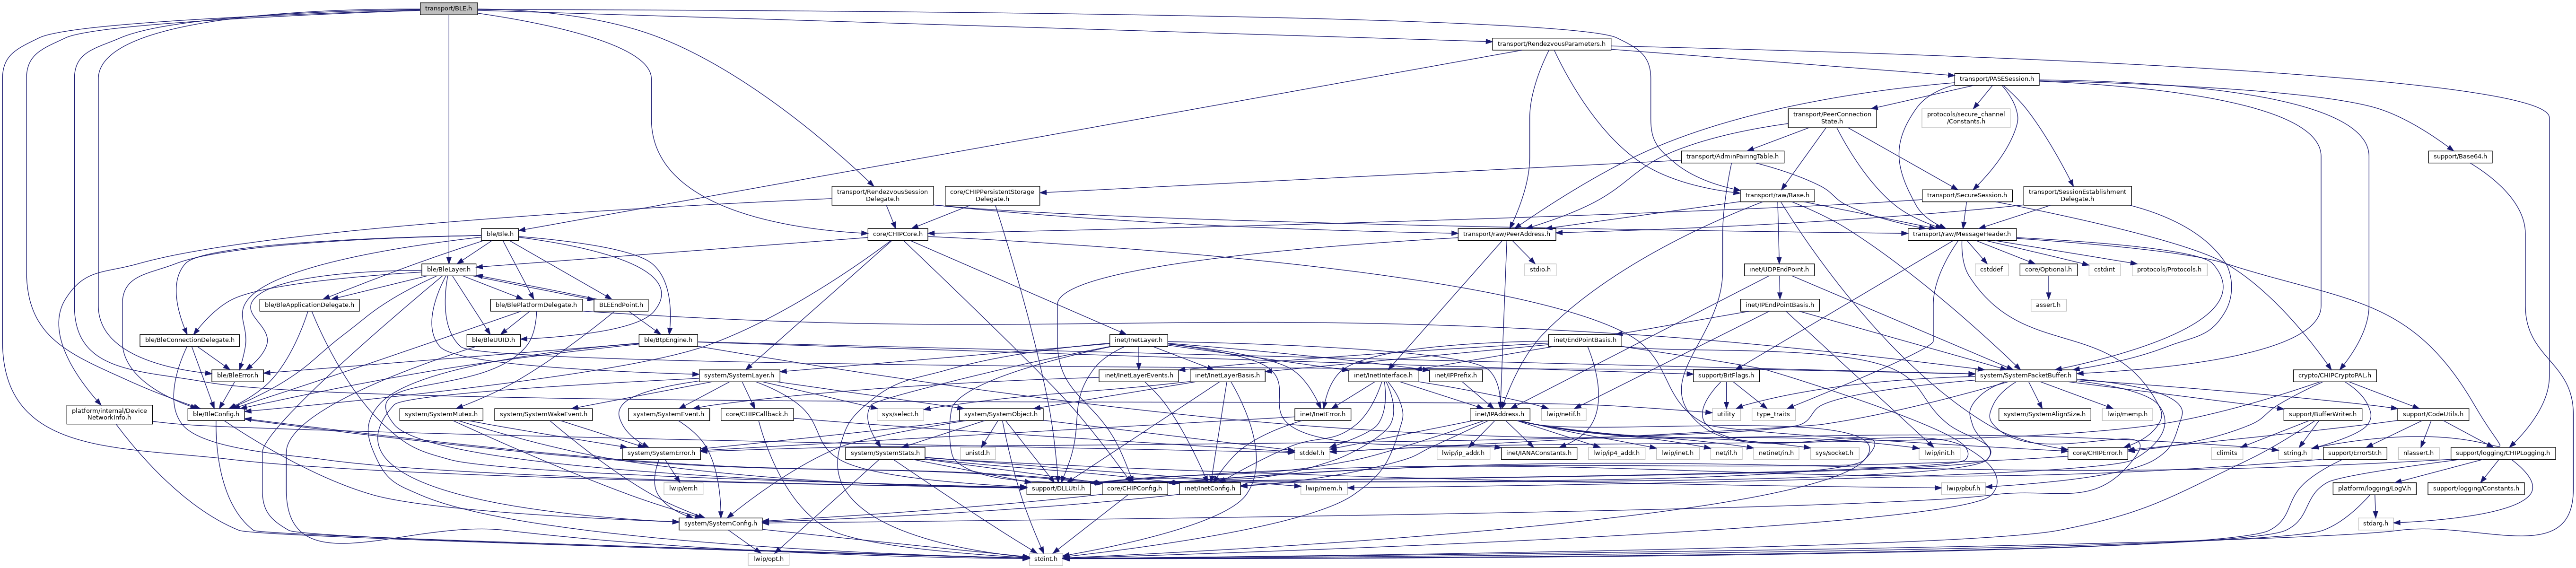 transport/BLE.h
transport/RendezvousParameters.h
transport/PASESession.h
transport/PeerConnection
State.h
protocols/secure_channel
/Constants.h
transport/AdminPairingTable.h
support/Base64.h
transport/RendezvousSession
Delegate.h
core/CHIPPersistentStorage
Delegate.h
transport/raw/Base.h
transport/SecureSession.h
transport/SessionEstablishment
Delegate.h
ble/Ble.h
core/CHIPCore.h
transport/raw/PeerAddress.h
transport/raw/MessageHeader.h
ble/BleLayer.h
stdio.h
inet/UDPEndPoint.h
cstddef
core/Optional.h
cstdint
protocols/Protocols.h
ble/BleApplicationDelegate.h
ble/BlePlatformDelegate.h
BLEEndPoint.h
inet/IPEndPointBasis.h
assert.h
ble/BleConnectionDelegate.h
ble/BleUUID.h
ble/BtpEngine.h
inet/InetLayer.h
inet/EndPointBasis.h
ble/BleError.h
system/SystemLayer.h
inet/InetLayerEvents.h
inet/InetLayerBasis.h
inet/InetInterface.h
inet/IPPrefix.h
support/BitFlags.h
system/SystemPacketBuffer.h
crypto/CHIPCryptoPAL.h
platform/internal/Device
NetworkInfo.h
ble/BleConfig.h
system/SystemMutex.h
system/SystemWakeEvent.h
system/SystemEvent.h
core/CHIPCallback.h
sys/select.h
system/SystemObject.h
inet/InetError.h
inet/IPAddress.h
lwip/netif.h
utility
type_traits
system/SystemAlignSize.h
lwip/memp.h
support/BufferWriter.h
support/CodeUtils.h
system/SystemError.h
system/SystemStats.h
unistd.h
stddef.h
lwip/ip_addr.h
inet/IANAConstants.h
lwip/ip4_addr.h
lwip/inet.h
net/if.h
netinet/in.h
sys/socket.h
lwip/init.h
core/CHIPError.h
climits
string.h
support/ErrorStr.h
nlassert.h
support/logging/CHIPLogging.h
lwip/err.h
support/DLLUtil.h
core/CHIPConfig.h
inet/InetConfig.h
lwip/mem.h
lwip/pbuf.h
platform/logging/LogV.h
support/logging/Constants.h
system/SystemConfig.h
stdarg.h
lwip/opt.h
stdint.h